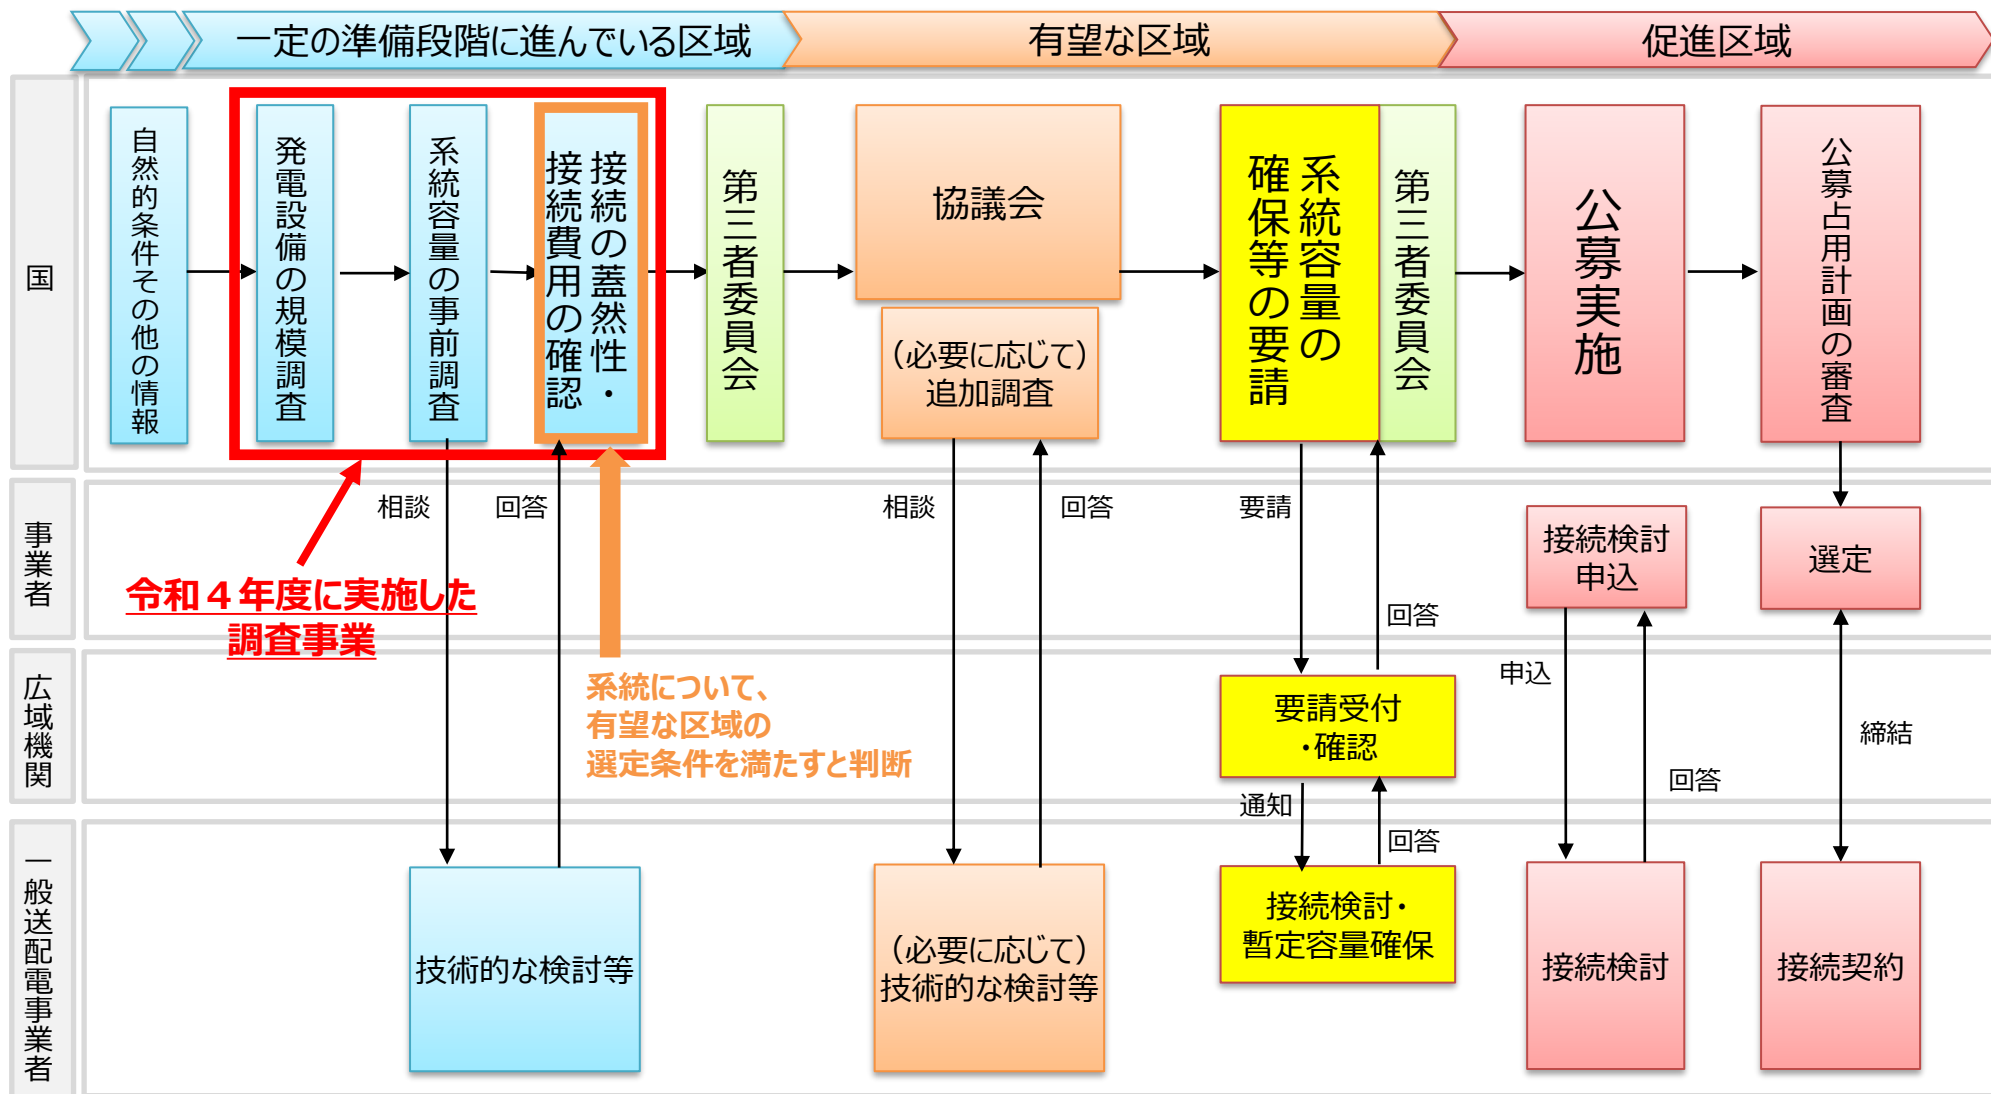 一定の準備段階に進んでいる区域
有望な区域
促進区域
国
自然的条件その他の情報
発電設備の規模調査
系統容量の事前調査
接続の蓋然性・
接続費用の確認
第三者委員会
協議会
（必要に応じて）
追加調査
系統容量の
確保等の要請
第三者委員会
公募実施
公募占用計画の審査
事業者
相談
回答
相談
回答
要請
回答
接続検討
申込
選定
令和４年度に実施した
調査事業
広域機関
系統について、
有望な区域の
選定条件を満たすと判断
要請受付
・確認
申込
回答
締結
通知
回答
一般送配電事業者
技術的な検討等
（必要に応じて）
技術的な検討等
接続検討・
暫定容量確保
接続検討
接続契約